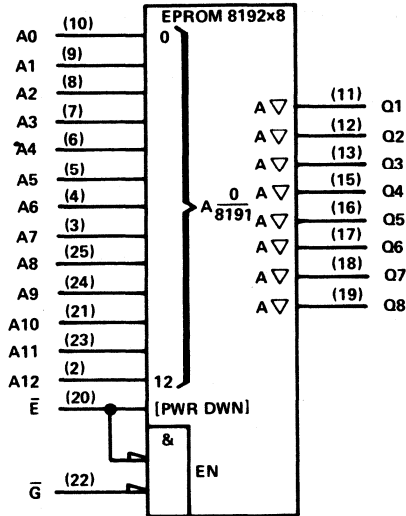 EPROM 8192x8
A0 (10) 0
A1 (9)
A2 (8)
A3 (7)
A4 (6)
A5 (5)
A6 (4)
A7 (3)
A8 (25)
A9 (24)
A10 (21)
A11 (23)
A12 (2) 12
A 0/8191
A ▽ (11) Q1
A ▽ (12) Q2
A ▽ (13) Q3
A ▽ (15) Q4
A ▽ (16) Q5
A ▽ (17) Q6
A ▽ (18) Q7
A ▽ (19) Q8
E̅ (20) [PWR DWN]
&
EN
G̅ (22)